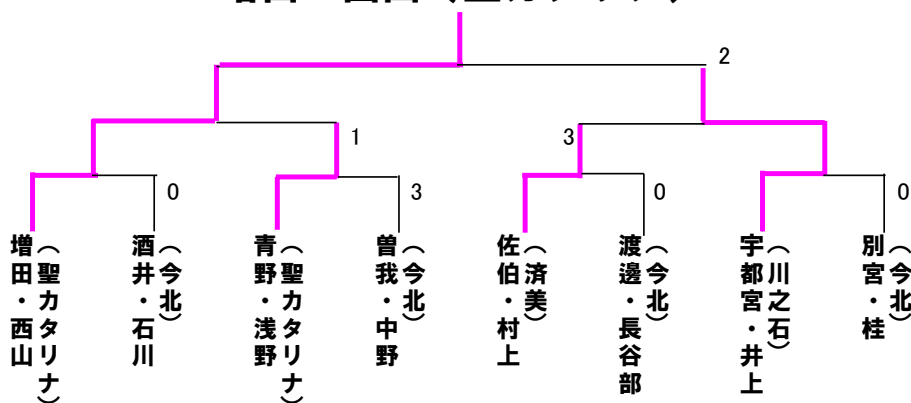 2
1
3
0
3
0
0
増田・西山
（聖カタリナ）
酒井・石川
（今北）
青野・浅野
（聖カタリナ）
曽我・中野
（今北）
佐伯・村上
（済美）
渡邊・長谷部
（今北）
宇都宮・井上
（川之石）
別宮・桂
（今北）